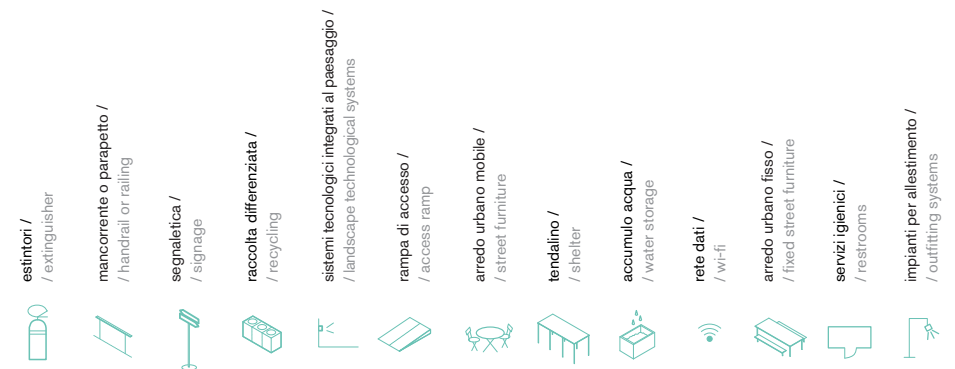 estintori /
/ extinguisher
mancorrente o parapetto /
/ handrail or railing
segnaletica /
/ signage
raccolta differenziata /
/ recycling
sistemi tecnologici integrati al paesaggio /
/ landscape technological systems
rampa di accesso /
/ access ramp
arredo urbano mobile /
/ street furniture
tendalino /
/ shelter
accumulo acqua /
/ water storage
rete dati /
/ wi-fi
arredo urbano fisso /
/ fixed street furniture
servizi igienici /
/ restrooms
impianti per allestimento /
/ outfitting systems